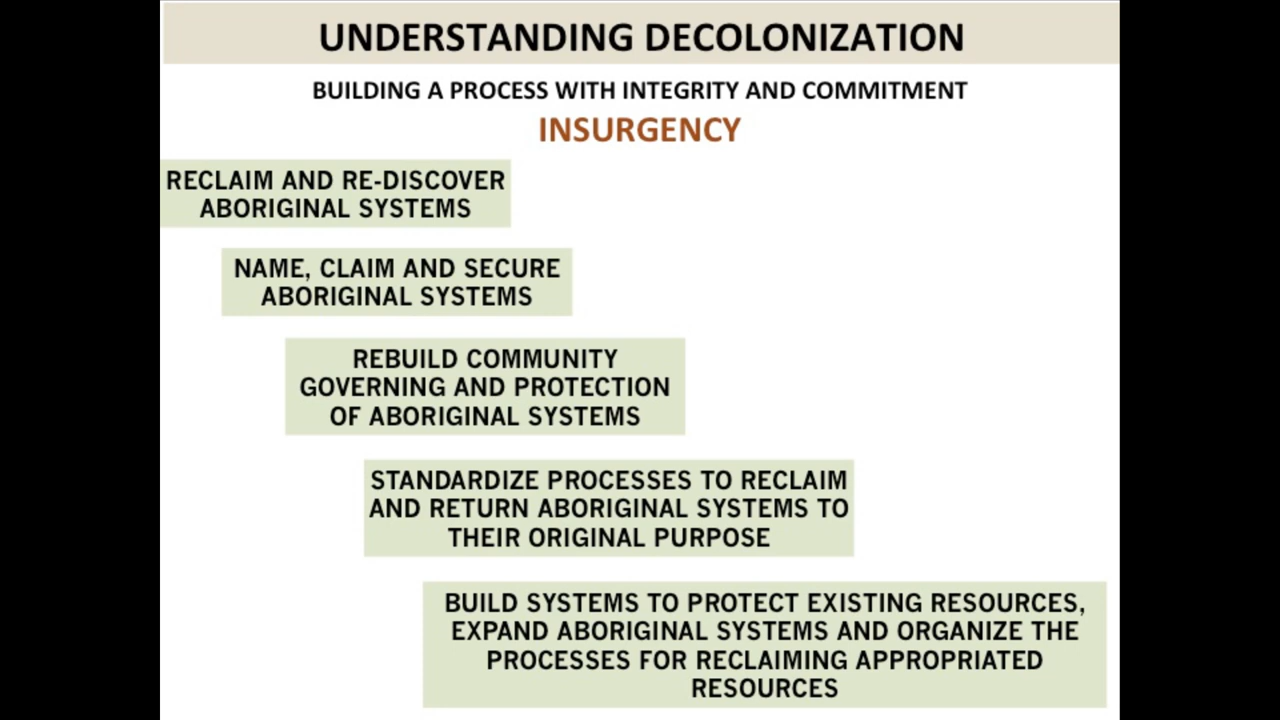 UNDERSTANDING DECOLONIZATION
BUILDING A PROCESS WITH INTEGRITY AND COMMITMENT
INSURGENCY
RECLAIM AND RE-DISCOVER
ABORIGINAL SYSTEMS
NAME, CLAIM AND SECURE
ABORIGINAL SYSTEMS
REBUILD COMMUNITY
GOVERNING AND PROTECTION
OF ABORIGINAL SYSTEMS
STANDARDIZE PROCESSES TO RECLAIM
AND RETURN ABORIGINAL SYSTEMS TO
THEIR ORIGINAL PURPOSE
BUILD SYSTEMS TO PROTECT EXISTING RESOURCES,
EXPAND ABORIGINAL SYSTEMS AND ORGANIZE THE
PROCESSES FOR RECLAIMING APPROPRIATED
RESOURCES